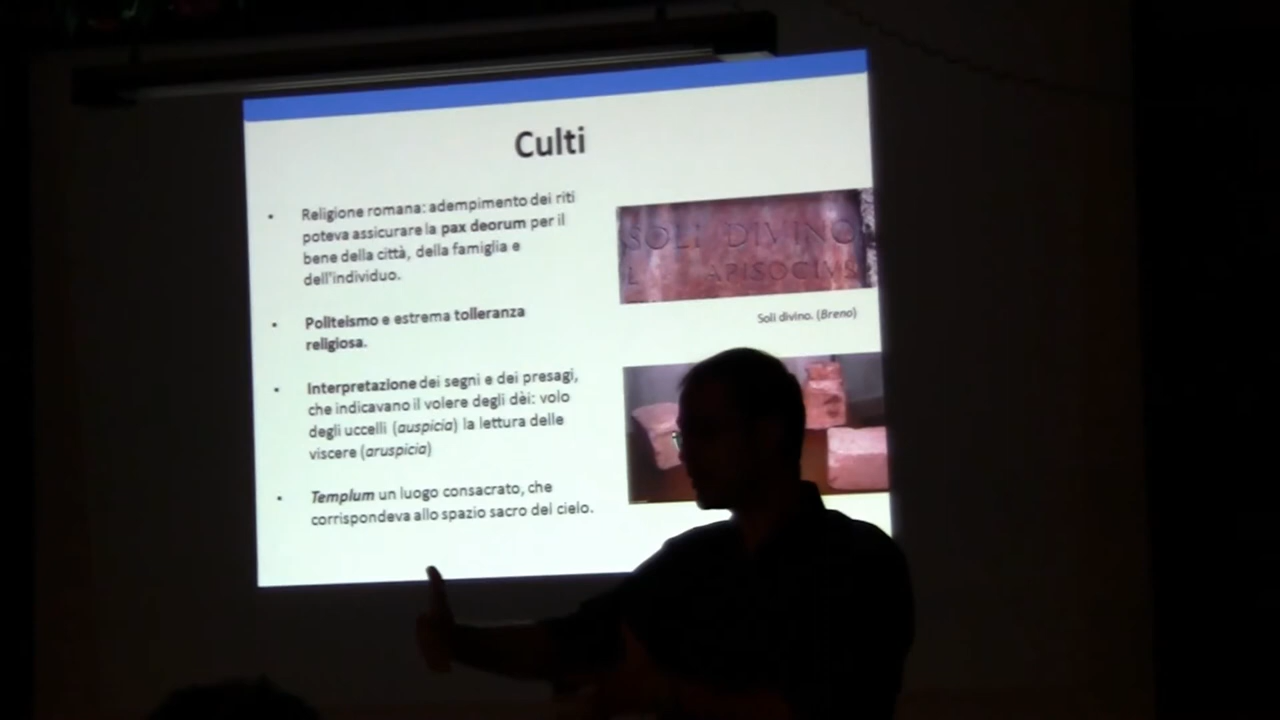 Culti
• Religione romana: adempimento dei riti
poteva assicurare la pax deorum per il
bene della città, della famiglia e
dell'individuo.
• Politeismo e estrema tolleranza
religiosa.
• Interpretazione dei segni e dei presagi,
che indicavano il volere degli dèi: volo
degli uccelli (auspicia) la lettura delle
viscere (aruspicia)
• Templum un luogo consacrato, che
corrispondeva allo spazio sacro del cielo.
SOLI DIVINO
L APISOCIVS
Soli divino. (Breno)